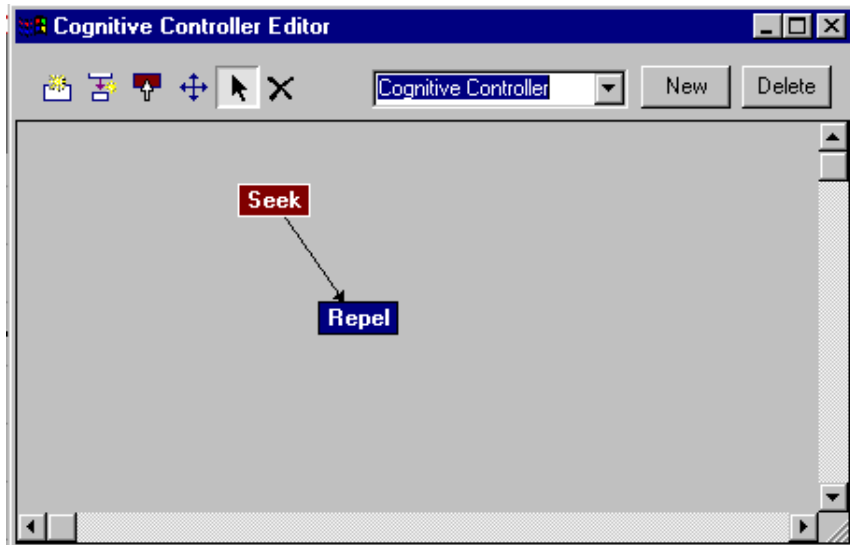 Cognitive Controller Editor
Cognitive Controller
New
Delete
Seek
Repel